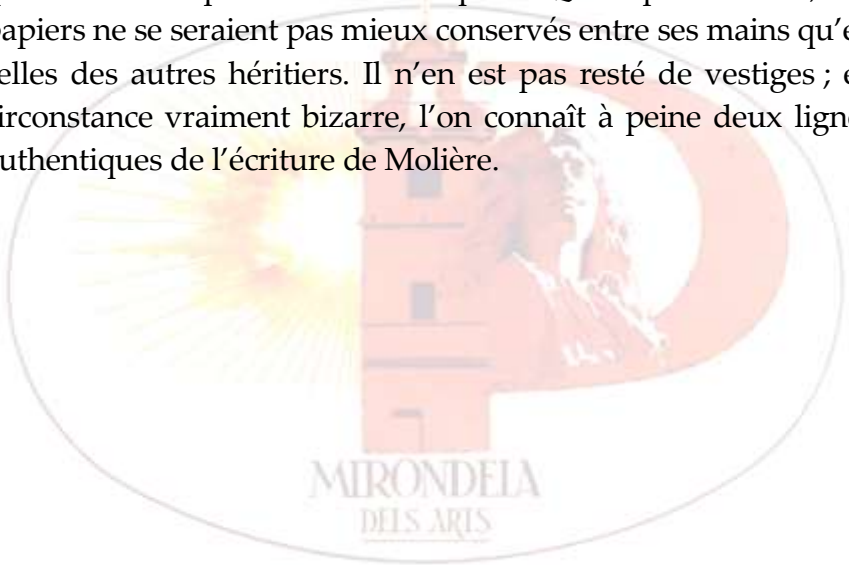 papiers ne se seraient pas mieux conservés entre ses mains qu'e
elles des autres héritiers. Il n'en est pas resté de vestiges ; e
irconstance vraiment bizarre, l'on connaît à peine deux ligne
uthentiques de l'écriture de Molière.
MIRONDELA
DELS ARTS